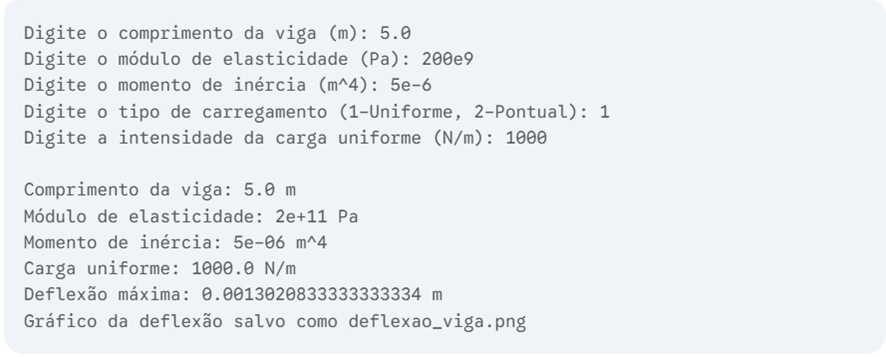 Digite o comprimento da viga (m): 5.0
Digite o módulo de elasticidade (Pa): 200e9
Digite o momento de inércia (m^4): 5e-6
Digite o tipo de carregamento (1-Uniforme, 2-Pontual): 1
Digite a intensidade da carga uniforme (N/m): 1000

Comprimento da viga: 5.0 m
Módulo de elasticidade: 2e+11 Pa
Momento de inércia: 5e-06 m^4
Carga uniforme: 1000.0 N/m
Deflexão máxima: 0.0013020833333333334 m
Gráfico da deflexão salvo como deflexao_viga.png